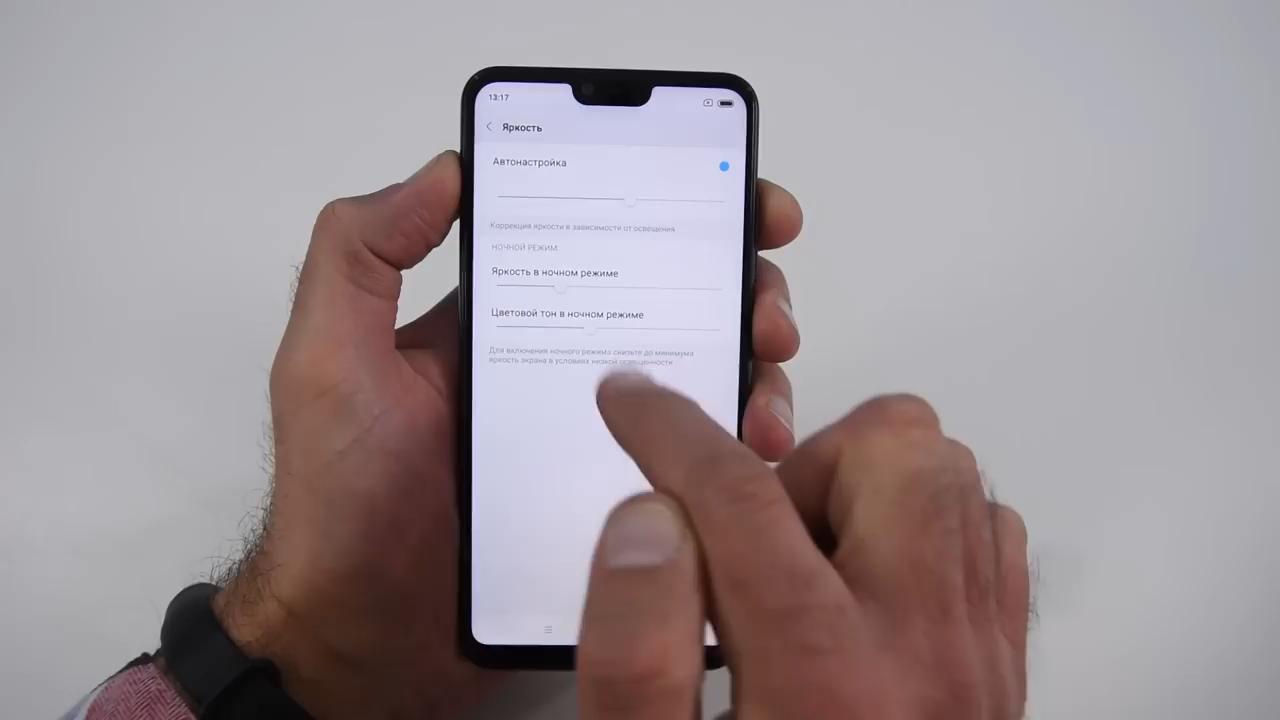 13:17
Яркость
Автонастройка
Коррекция яркости в зависимости от освещения
НОЧНОЙ РЕЖИМ
Яркость в ночном режиме
Цветовой тон в ночном режиме
Для включения ночного режима снизьте до минимума
яркость экрана в условиях низкой освещенности